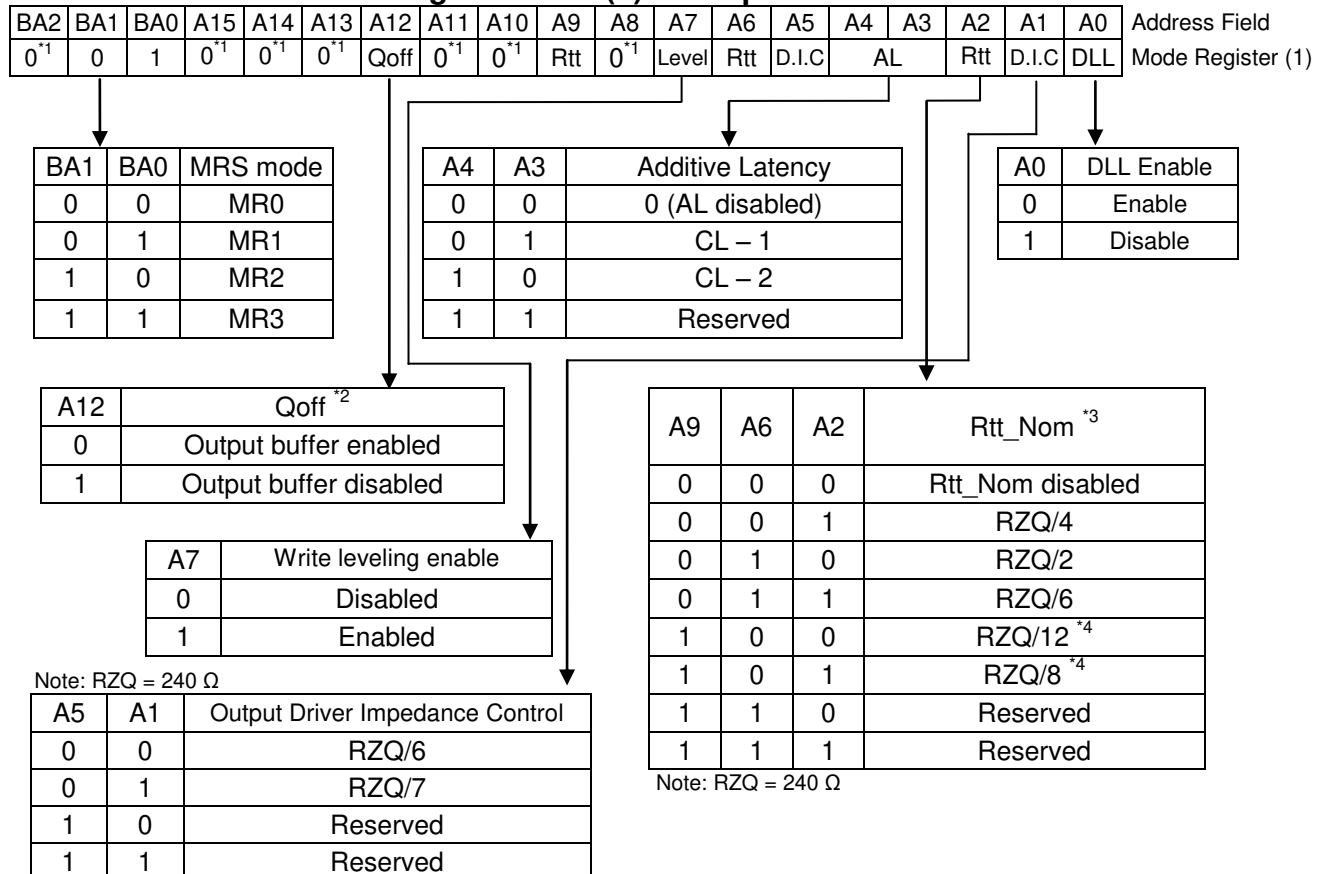 BA2 BA1 BA0 A15 A14 A13 A12 A11 A10 A9 A8 A7 A6 A5 A4 A3 A2 A1 A0 Address Field
0*1 0 1 0*1 0*1 0*1 Qoff 0*1 0*1 Rtt 0*1 Level Rtt D.I.C AL Rtt D.I.C DLL Mode Register (1)
BA1 BA0 MRS mode
0 0 MR0
0 1 MR1
1 0 MR2
1 1 MR3
A4 A3 Additive Latency
0 0 0 (AL disabled)
0 1 CL – 1
1 0 CL – 2
1 1 Reserved
A0 DLL Enable
0 Enable
1 Disable
A12 Qoff *2
0 Output buffer enabled
1 Output buffer disabled
A7 Write leveling enable
0 Disabled
1 Enabled
Note: RZQ = 240 Ω
A5 A1 Output Driver Impedance Control
0 0 RZQ/6
0 1 RZQ/7
1 0 Reserved
1 1 Reserved
A9 A6 A2 Rtt_Nom *3
0 0 0 Rtt_Nom disabled
0 0 1 RZQ/4
0 1 0 RZQ/2
0 1 1 RZQ/6
1 0 0 RZQ/12 *4
1 0 1 RZQ/8 *4
1 1 0 Reserved
1 1 1 Reserved
Note: RZQ = 240 Ω